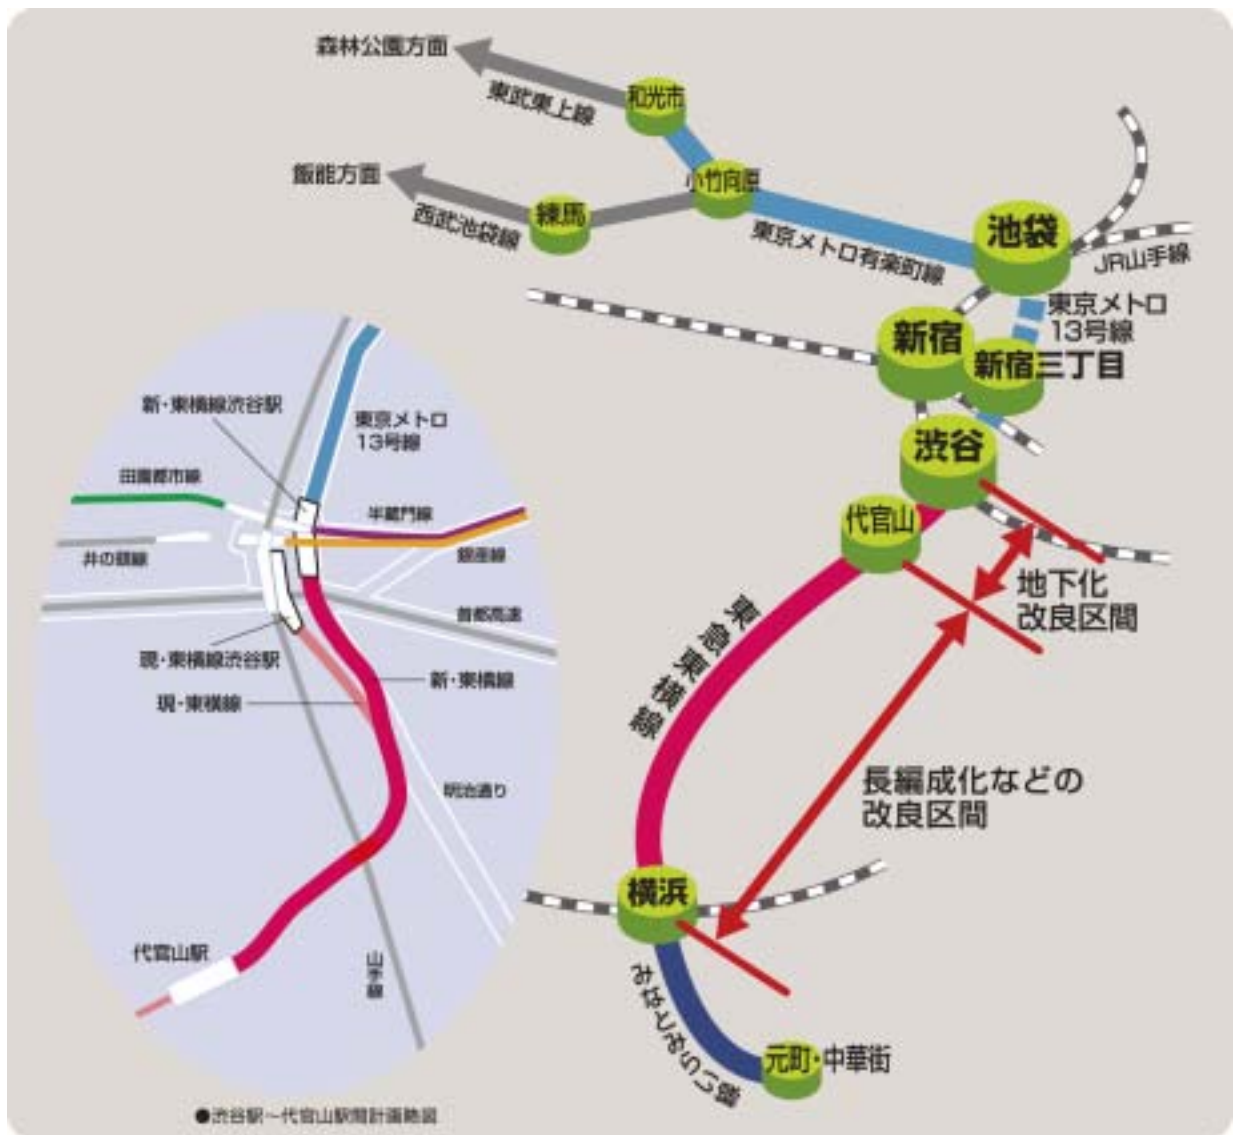 森林公園方面
東武東上線
和光市
飯能方面
西武池袋線
練馬
小竹向原
東京メトロ有楽町線
池袋
JR山手線
東京メトロ
13号線
新宿
新宿三丁目
渋谷
代官山
地下化
改良区間
東急東横線
長編成化などの
改良区間
横浜
みなとみらい線
元町・中華街
新・東横線渋谷駅
東京メトロ
13号線
田園都市線
半蔵門線
井の頭線
銀座線
首都高速
現・東横線渋谷駅
新・東横線
現・東横線
明治通り
代官山駅
山手線
●渋谷駅〜代官山駅間計画略図